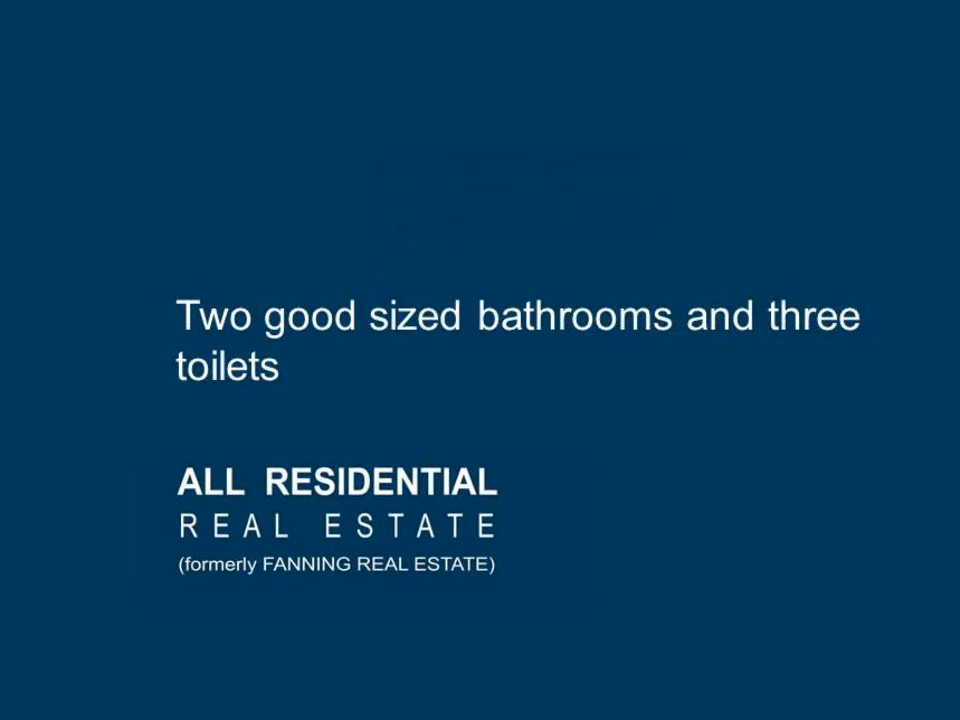 Two good sized bathrooms and three
toilets
ALL RESIDENTIAL
REAL ESTATE
(formerly FANNING REAL ESTATE)